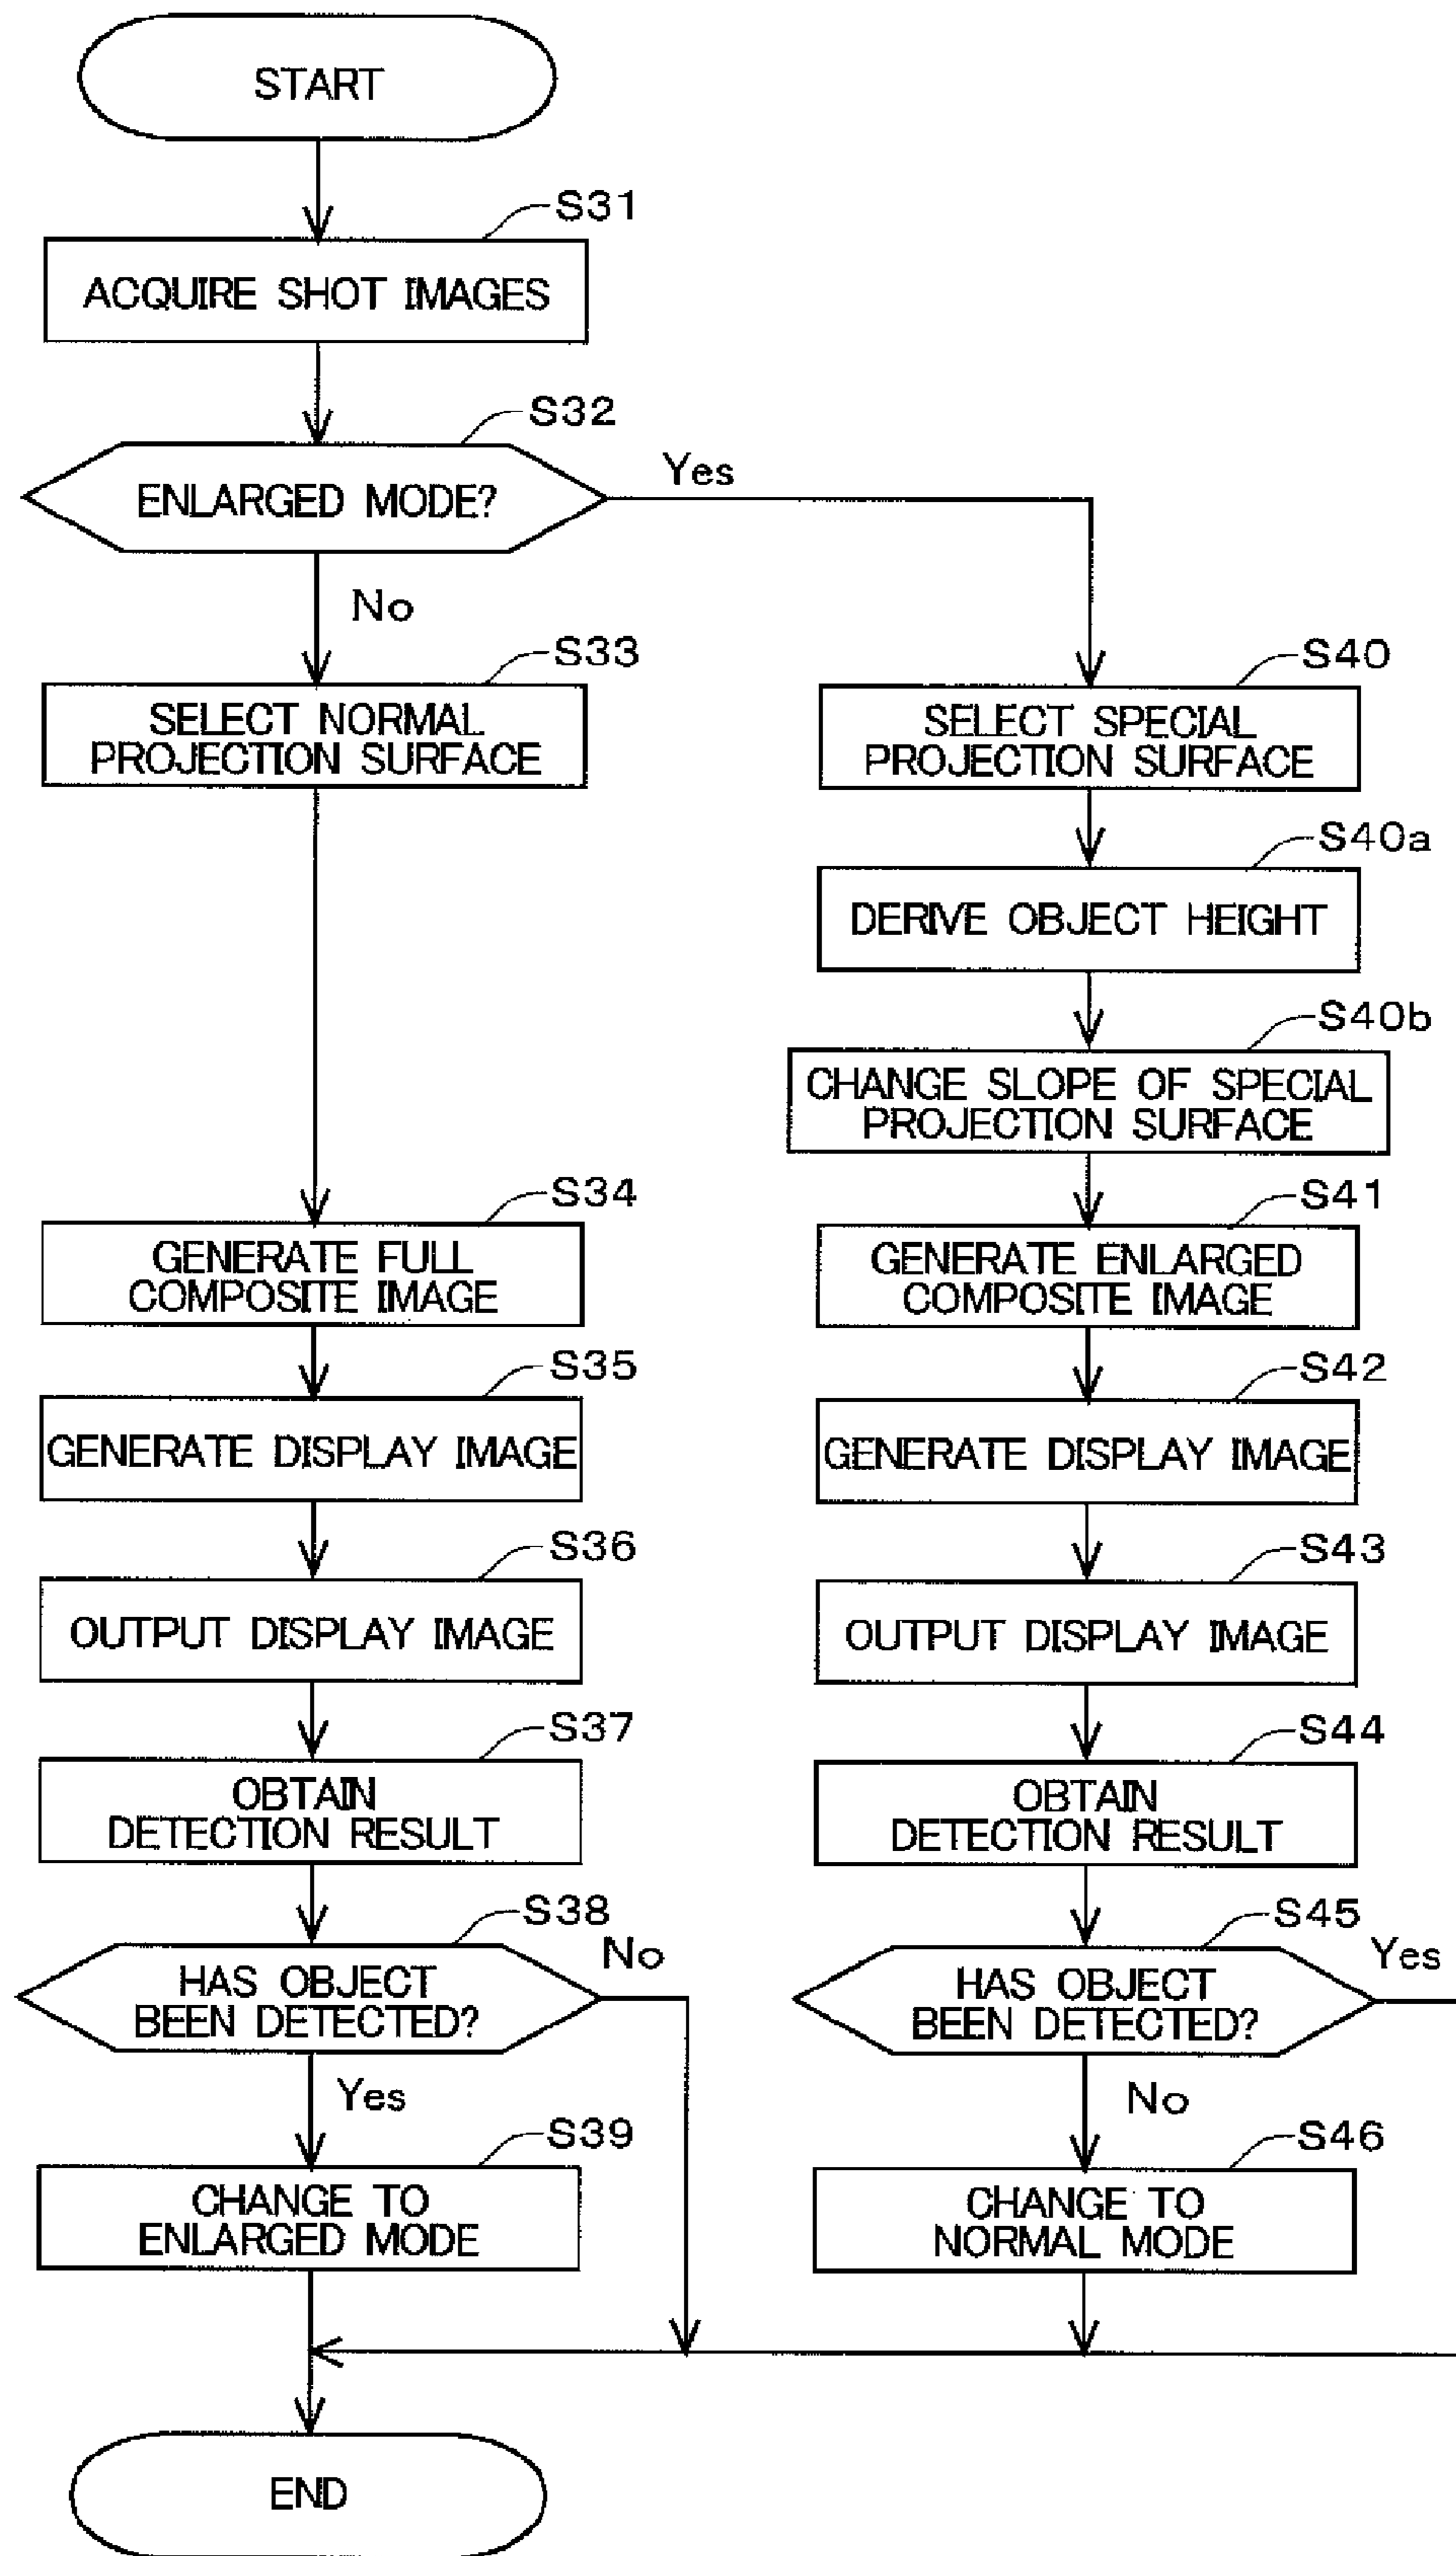 START
S31
ACQUIRE SHOT IMAGES
S32
ENLARGED MODE?
Yes
No
S33
SELECT NORMAL
PROJECTION SURFACE
S34
GENERATE FULL
COMPOSITE IMAGE
S35
GENERATE DISPLAY IMAGE
S36
OUTPUT DISPLAY IMAGE
S37
OBTAIN
DETECTION RESULT
S38
HAS OBJECT
BEEN DETECTED?
No
Yes
S39
CHANGE TO
ENLARGED MODE
S40
SELECT SPECIAL
PROJECTION SURFACE
S40a
DERIVE OBJECT HEIGHT
S40b
CHANGE SLOPE OF SPECIAL
PROJECTION SURFACE
S41
GENERATE ENLARGED
COMPOSITE IMAGE
S42
GENERATE DISPLAY IMAGE
S43
OUTPUT DISPLAY IMAGE
S44
OBTAIN
DETECTION RESULT
S45
HAS OBJECT
BEEN DETECTED?
Yes
No
S46
CHANGE TO
NORMAL MODE
END